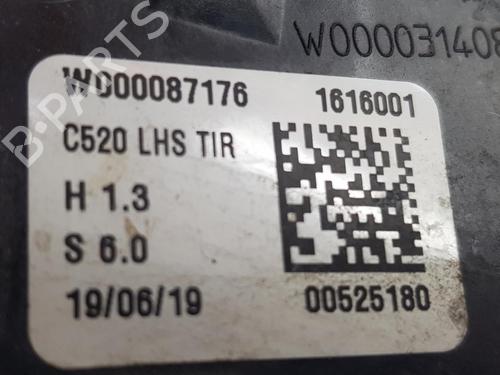 W000031408
W000087176 1616001
C520 LHS TIR
H 1.3
S 6.0
19/06/19 00525180
B-PARTS